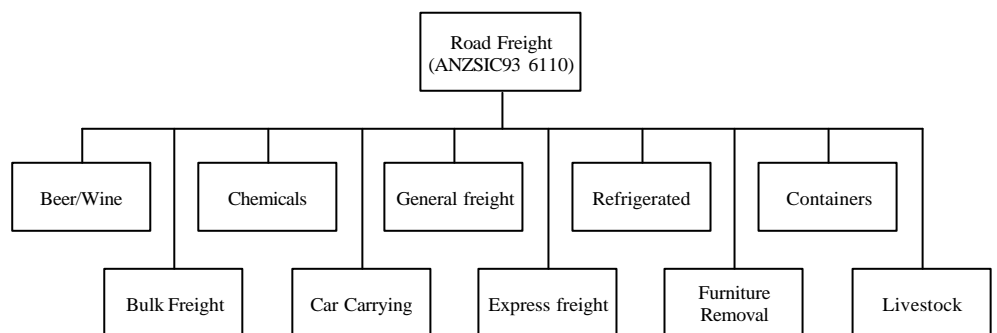 Road Freight
(ANZSIC93 6110)
Beer/Wine
Chemicals
General freight
Refrigerated
Containers
Bulk Freight
Car Carrying
Express freight
Furniture
Removal
Livestock